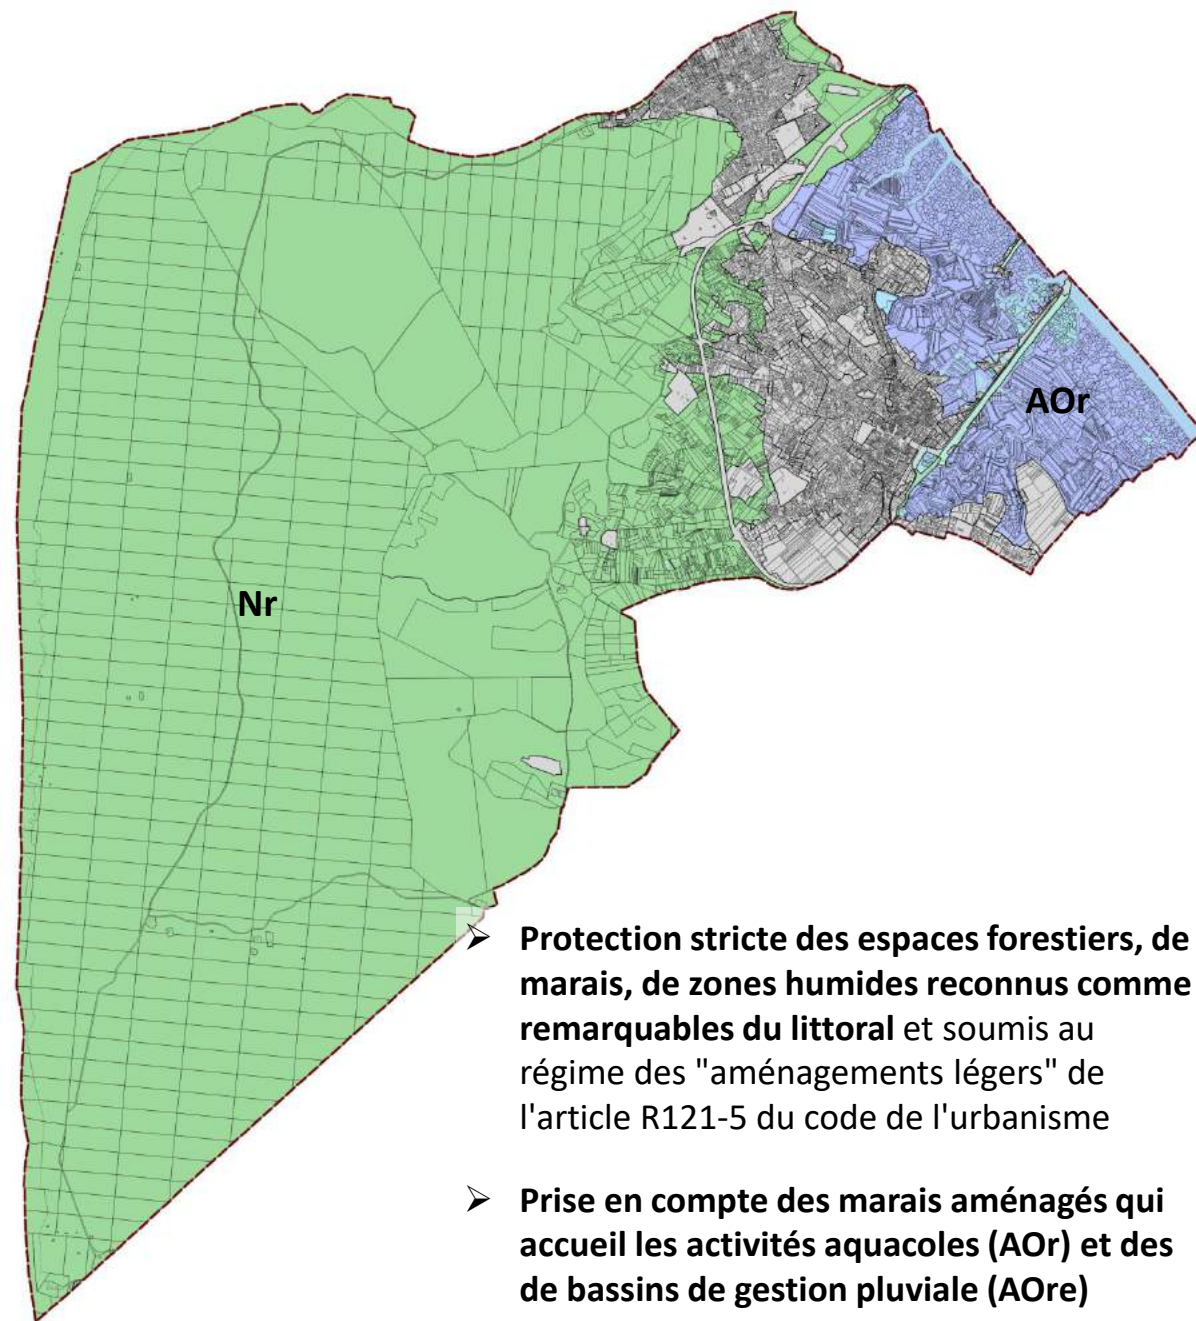 AOr
Nr
➢ Protection stricte des espaces forestiers, de
marais, de zones humides reconnus comme
remarquables du littoral et soumis au
régime des "aménagements légers" de
l'article R121-5 du code de l'urbanisme
➢ Prise en compte des marais aménagés qui
accueil les activités aquacoles (AOr) et des
de bassins de gestion pluviale (AOre)